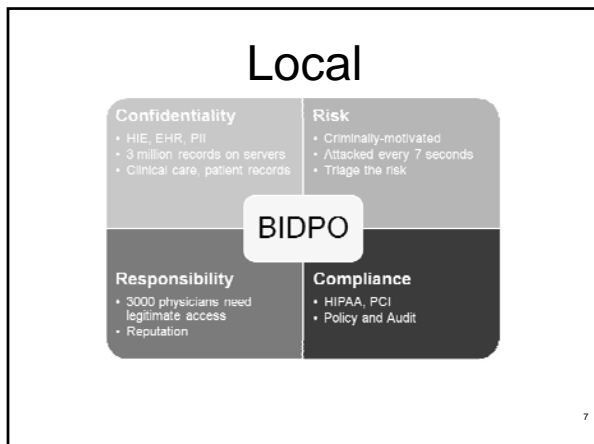 Local
Confidentiality
• HIE, EHR, PII
• 3 million records on servers
• Clinical care, patient records
Risk
• Criminally-motivated
• Attacked every 7 seconds
• Triage the risk
BIDPO
Responsibility
• 3000 physicians need
legitimate access
• Reputation
Compliance
• HIPAA, PCI
• Policy and Audit
7